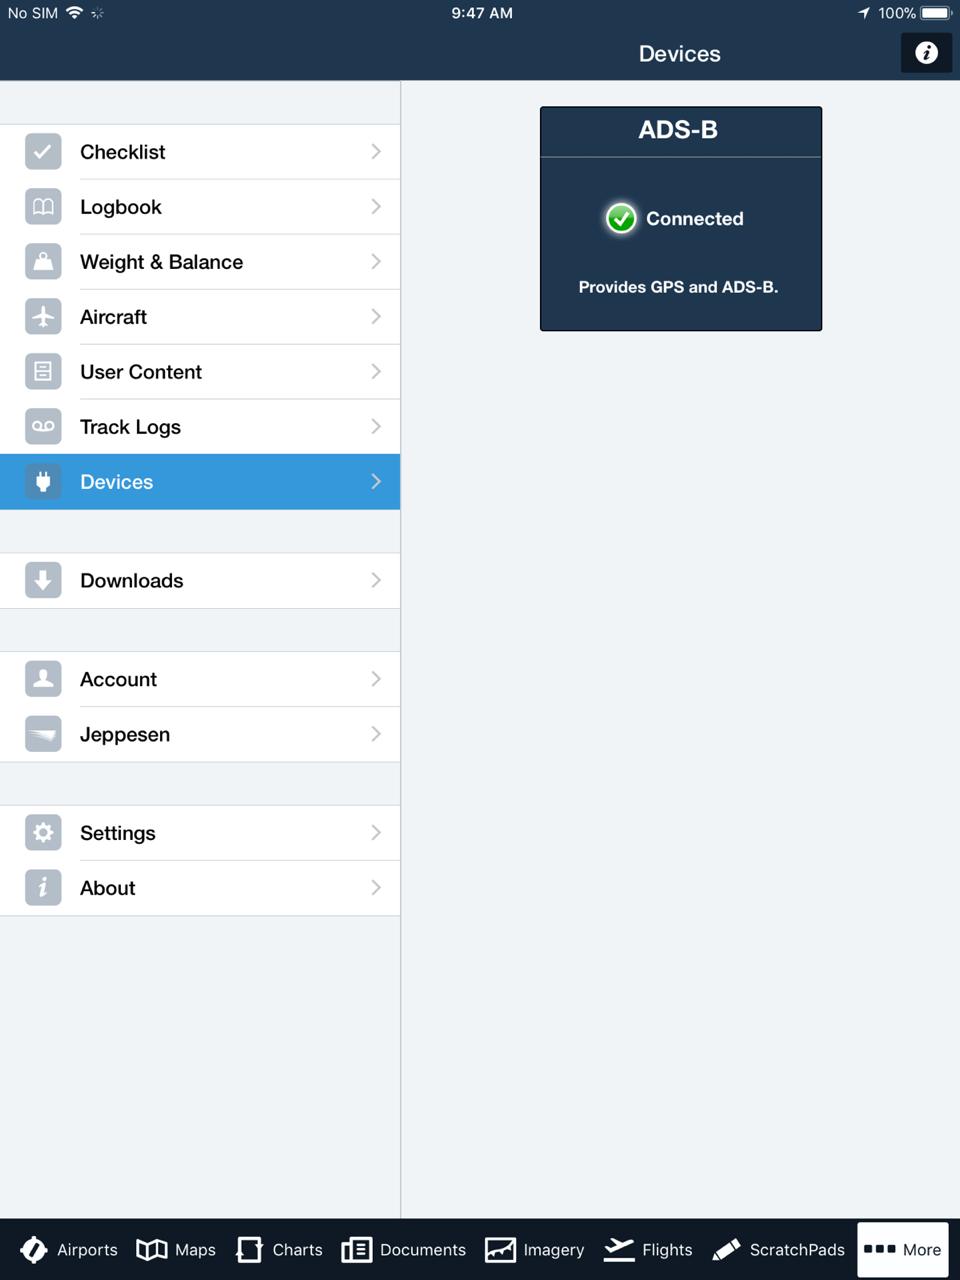 No SIM 9:47 AM 100%
Devices
Checklist
Logbook
Weight & Balance
Aircraft
User Content
Track Logs
Devices
Downloads
Account
Jeppesen
Settings
About
ADS-B
Connected
Provides GPS and ADS-B.
Airports Maps Charts Documents Imagery Flights ScratchPads More